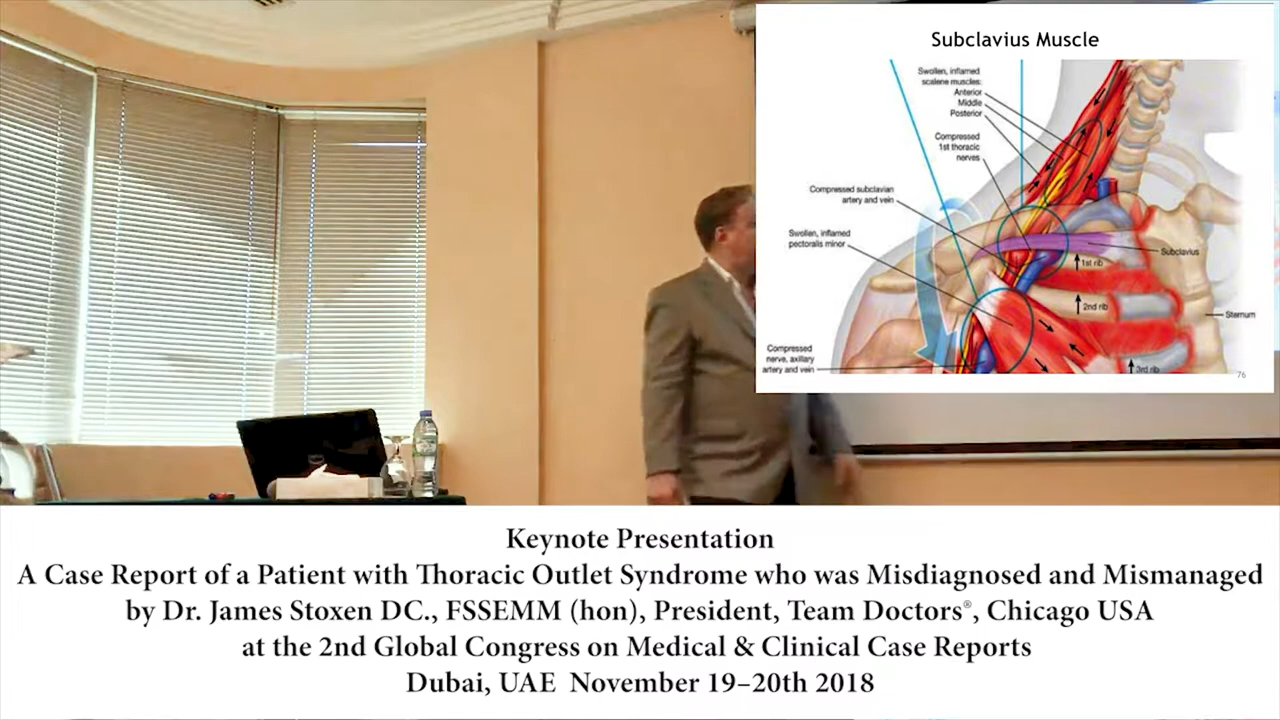 Subclavius Muscle
Swollen, inflamed
scalene muscles:
Anterior
Middle
Posterior
Compressed
1st thoracic
nerves
Compressed subclavian
artery and vein
Swollen, inflamed
pectoralis minor
Subclavius
1st rib
2nd rib
Sternum
Compressed
nerve, axillary
artery and vein
3rd rib
76
Keynote Presentation
A Case Report of a Patient with Thoracic Outlet Syndrome who was Misdiagnosed and Mismanaged
by Dr. James Stoxen DC., FSSEMM (hon), President, Team Doctors®, Chicago USA
at the 2nd Global Congress on Medical & Clinical Case Reports
Dubai, UAE November 19–20th 2018